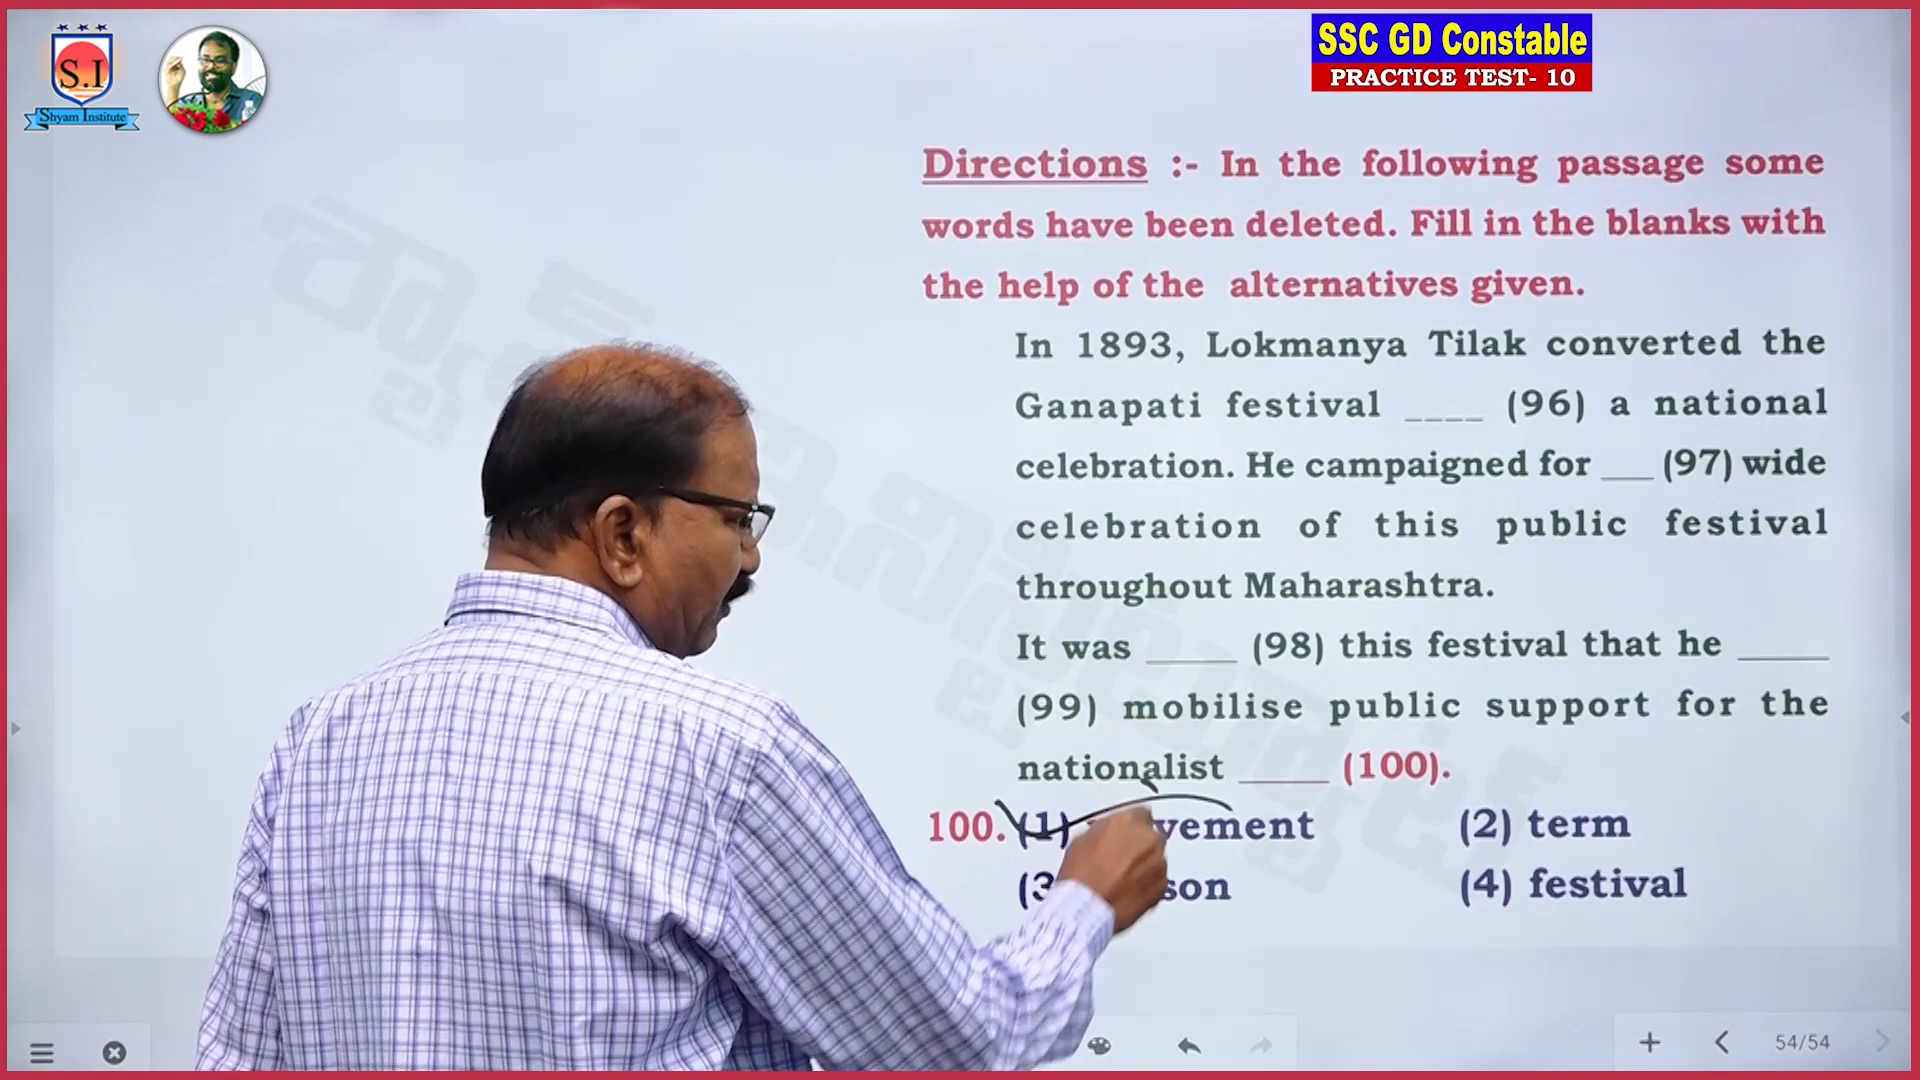 S.I
Shyam Institute
SSC GD Constable
PRACTICE TEST- 10
Directions :- In the following passage some
words have been deleted. Fill in the blanks with
the help of the alternatives given.
In 1893, Lokmanya Tilak converted the
Ganapati festival ____ (96) a national
celebration. He campaigned for ___ (97) wide
celebration of this public festival
throughout Maharashtra.
It was _____ (98) this festival that he _____
(99) mobilise public support for the
nationalist _____ (100).
100. (1) vement (2) term
(3 son (4) festival
54/54